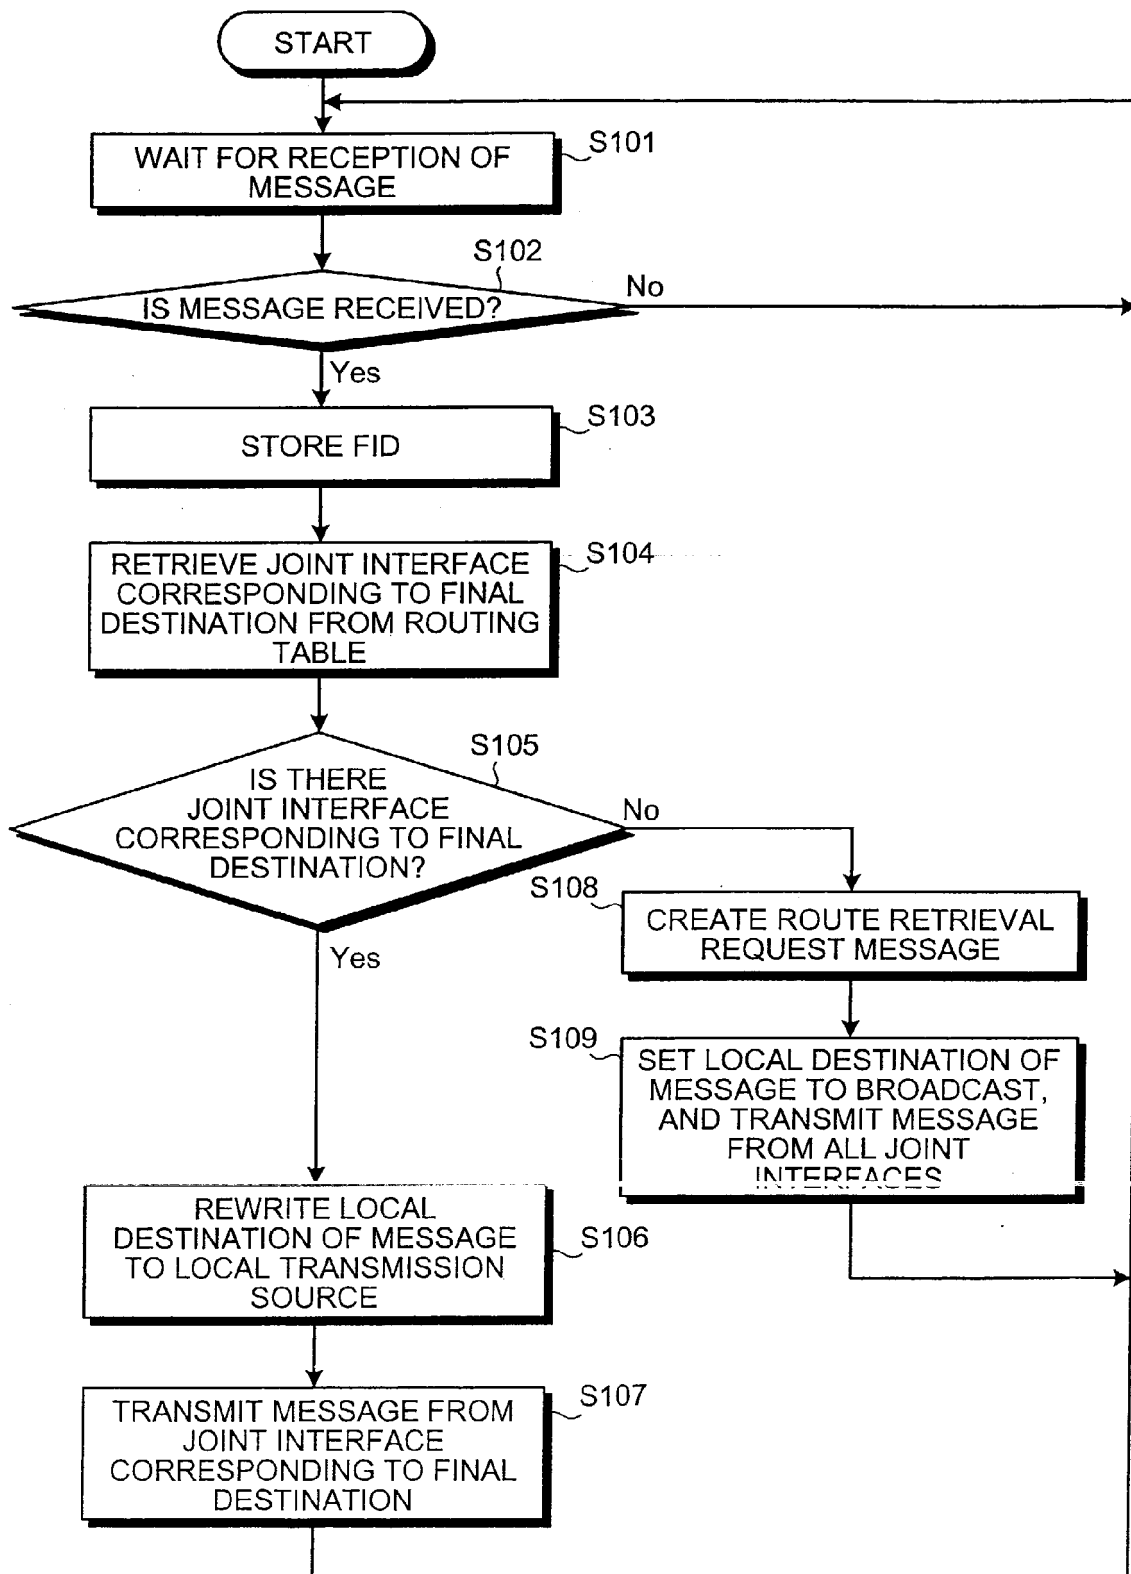 START
S101
WAIT FOR RECEPTION OF
MESSAGE
S102
IS MESSAGE RECEIVED?
No
Yes
S103
STORE FID
S104
RETRIEVE JOINT INTERFACE
CORRESPONDING TO FINAL
DESTINATION FROM ROUTING
TABLE
S105
IS THERE
JOINT INTERFACE
CORRESPONDING TO FINAL
DESTINATION?
No
Yes
S108
CREATE ROUTE RETRIEVAL
REQUEST MESSAGE
S109
SET LOCAL DESTINATION OF
MESSAGE TO BROADCAST,
AND TRANSMIT MESSAGE
FROM ALL JOINT
INTERFACES
REWRITE LOCAL
DESTINATION OF MESSAGE
TO LOCAL TRANSMISSION
SOURCE
S106
TRANSMIT MESSAGE FROM
JOINT INTERFACE
CORRESPONDING TO FINAL
DESTINATION
S107